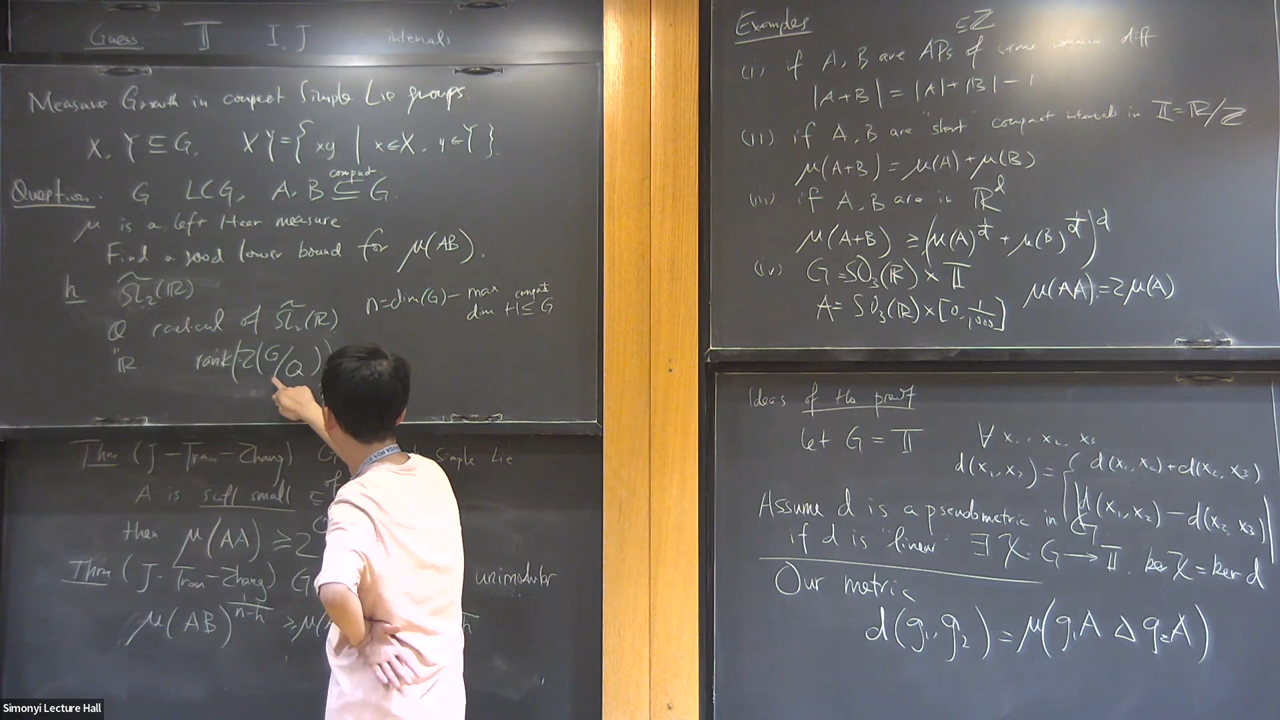 Guess. 𝕋 I, J intervals
Measure Growth in compact Simple Lie groups.
X, Y ⊆ G. XY = { xy | x ∈ X, y ∈ Y }.
Question. G LCG, A, B ⊆ G. compact
μ is a left Haar measure.
Find a good lower bound for μ(AB).
h S̃L₂(ℝ)
n = dim(G) − max compact
dim ≤ G
Q radical of S̃L₂(ℝ)
ℝ rank(Z(G/Q))
Thm (J-Tran-Zhang) G Simple Lie
A is suff small ⊆
then μ(AA) ≥ 2
Thm (J-Tran-Zhang) G unimodular
μ(AB)^{1/(n-h)} ≥ μ(
Examples ⊆ ℤ
(i) if A, B are APs of same common diff
|A+B| = |A|+|B| − 1
(ii) if A, B are "short" compact interval in 𝕋 = ℝ/ℤ
μ(A+B) = μ(A) + μ(B)
(iii) if A, B are in ℝ^d
μ(A+B) ≥ (μ(A)^{1/d} + μ(B)^{1/d})^d
(iv) G = SO₃(ℝ) × 𝕋
A = SO₃(ℝ) × [0, 1/1000] μ(AA) = 2μ(A)
Ideas of the proof
let G = 𝕋 ∀ x₁, x₂, x₃
d(x₁, x₃) = { d(x₁, x₂) + d(x₂, x₃)
|d(x₁, x₂) − d(x₂, x₃)|
Assume d is a pseudometric in G
if d is "linear" ∃ χ: G → 𝕋. ker χ = ker d
Our metric
d(g₁, g₂) = μ(g₁A Δ g₂A)
Simonyi Lecture Hall